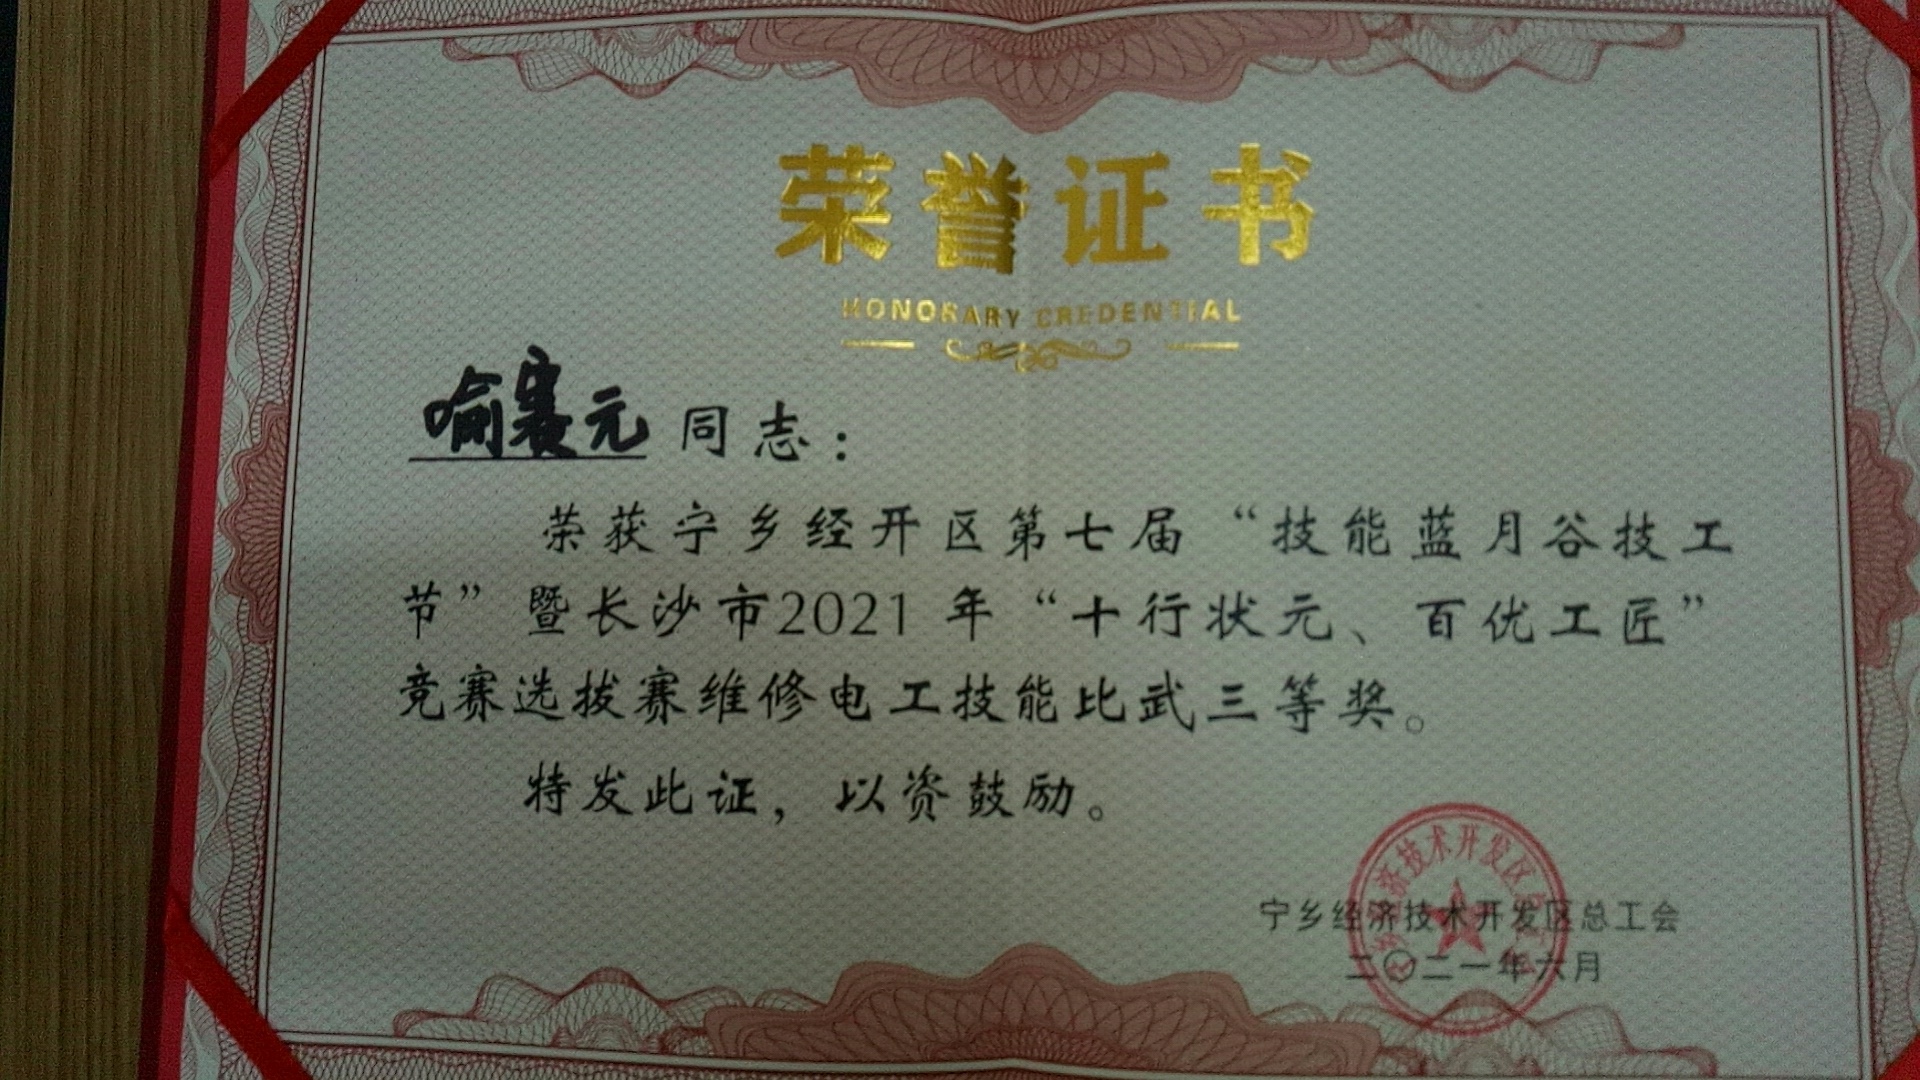 荣誉证书
HONORARY CREDENTIAL
喻赛元 同志：
荣获宁乡经开区第七届“技能蓝月谷技工
节”暨长沙市2021年“十行状元、百优工匠”
竞赛选拔赛维修电工技能比武三等奖。
特发此证，以资鼓励。
宁乡经济技术开发区总工会
二〇二一年六月